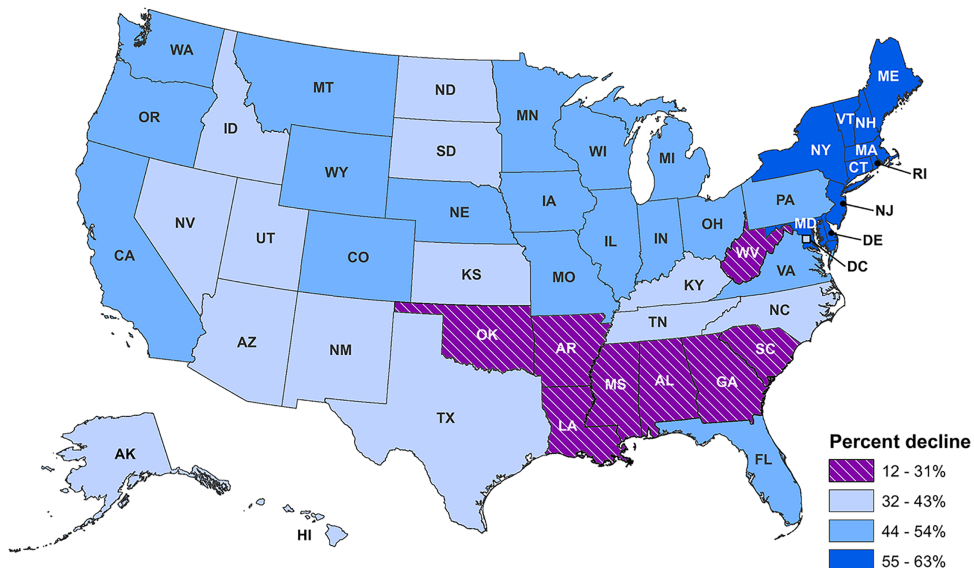 WA
MT
ND
MN
ME
OR
ID
SD
WI
MI
VT
NH
NY
MA
CT
RI
WY
NE
IA
PA
NJ
NV
UT
CO
KS
MO
IL
IN
OH
MD
DE
DC
WV
VA
CA
KY
AZ
NM
OK
AR
TN
NC
SC
TX
LA
MS
AL
GA
FL
AK
HI
Percent decline
12 - 31%
32 - 43%
44 - 54%
55 - 63%